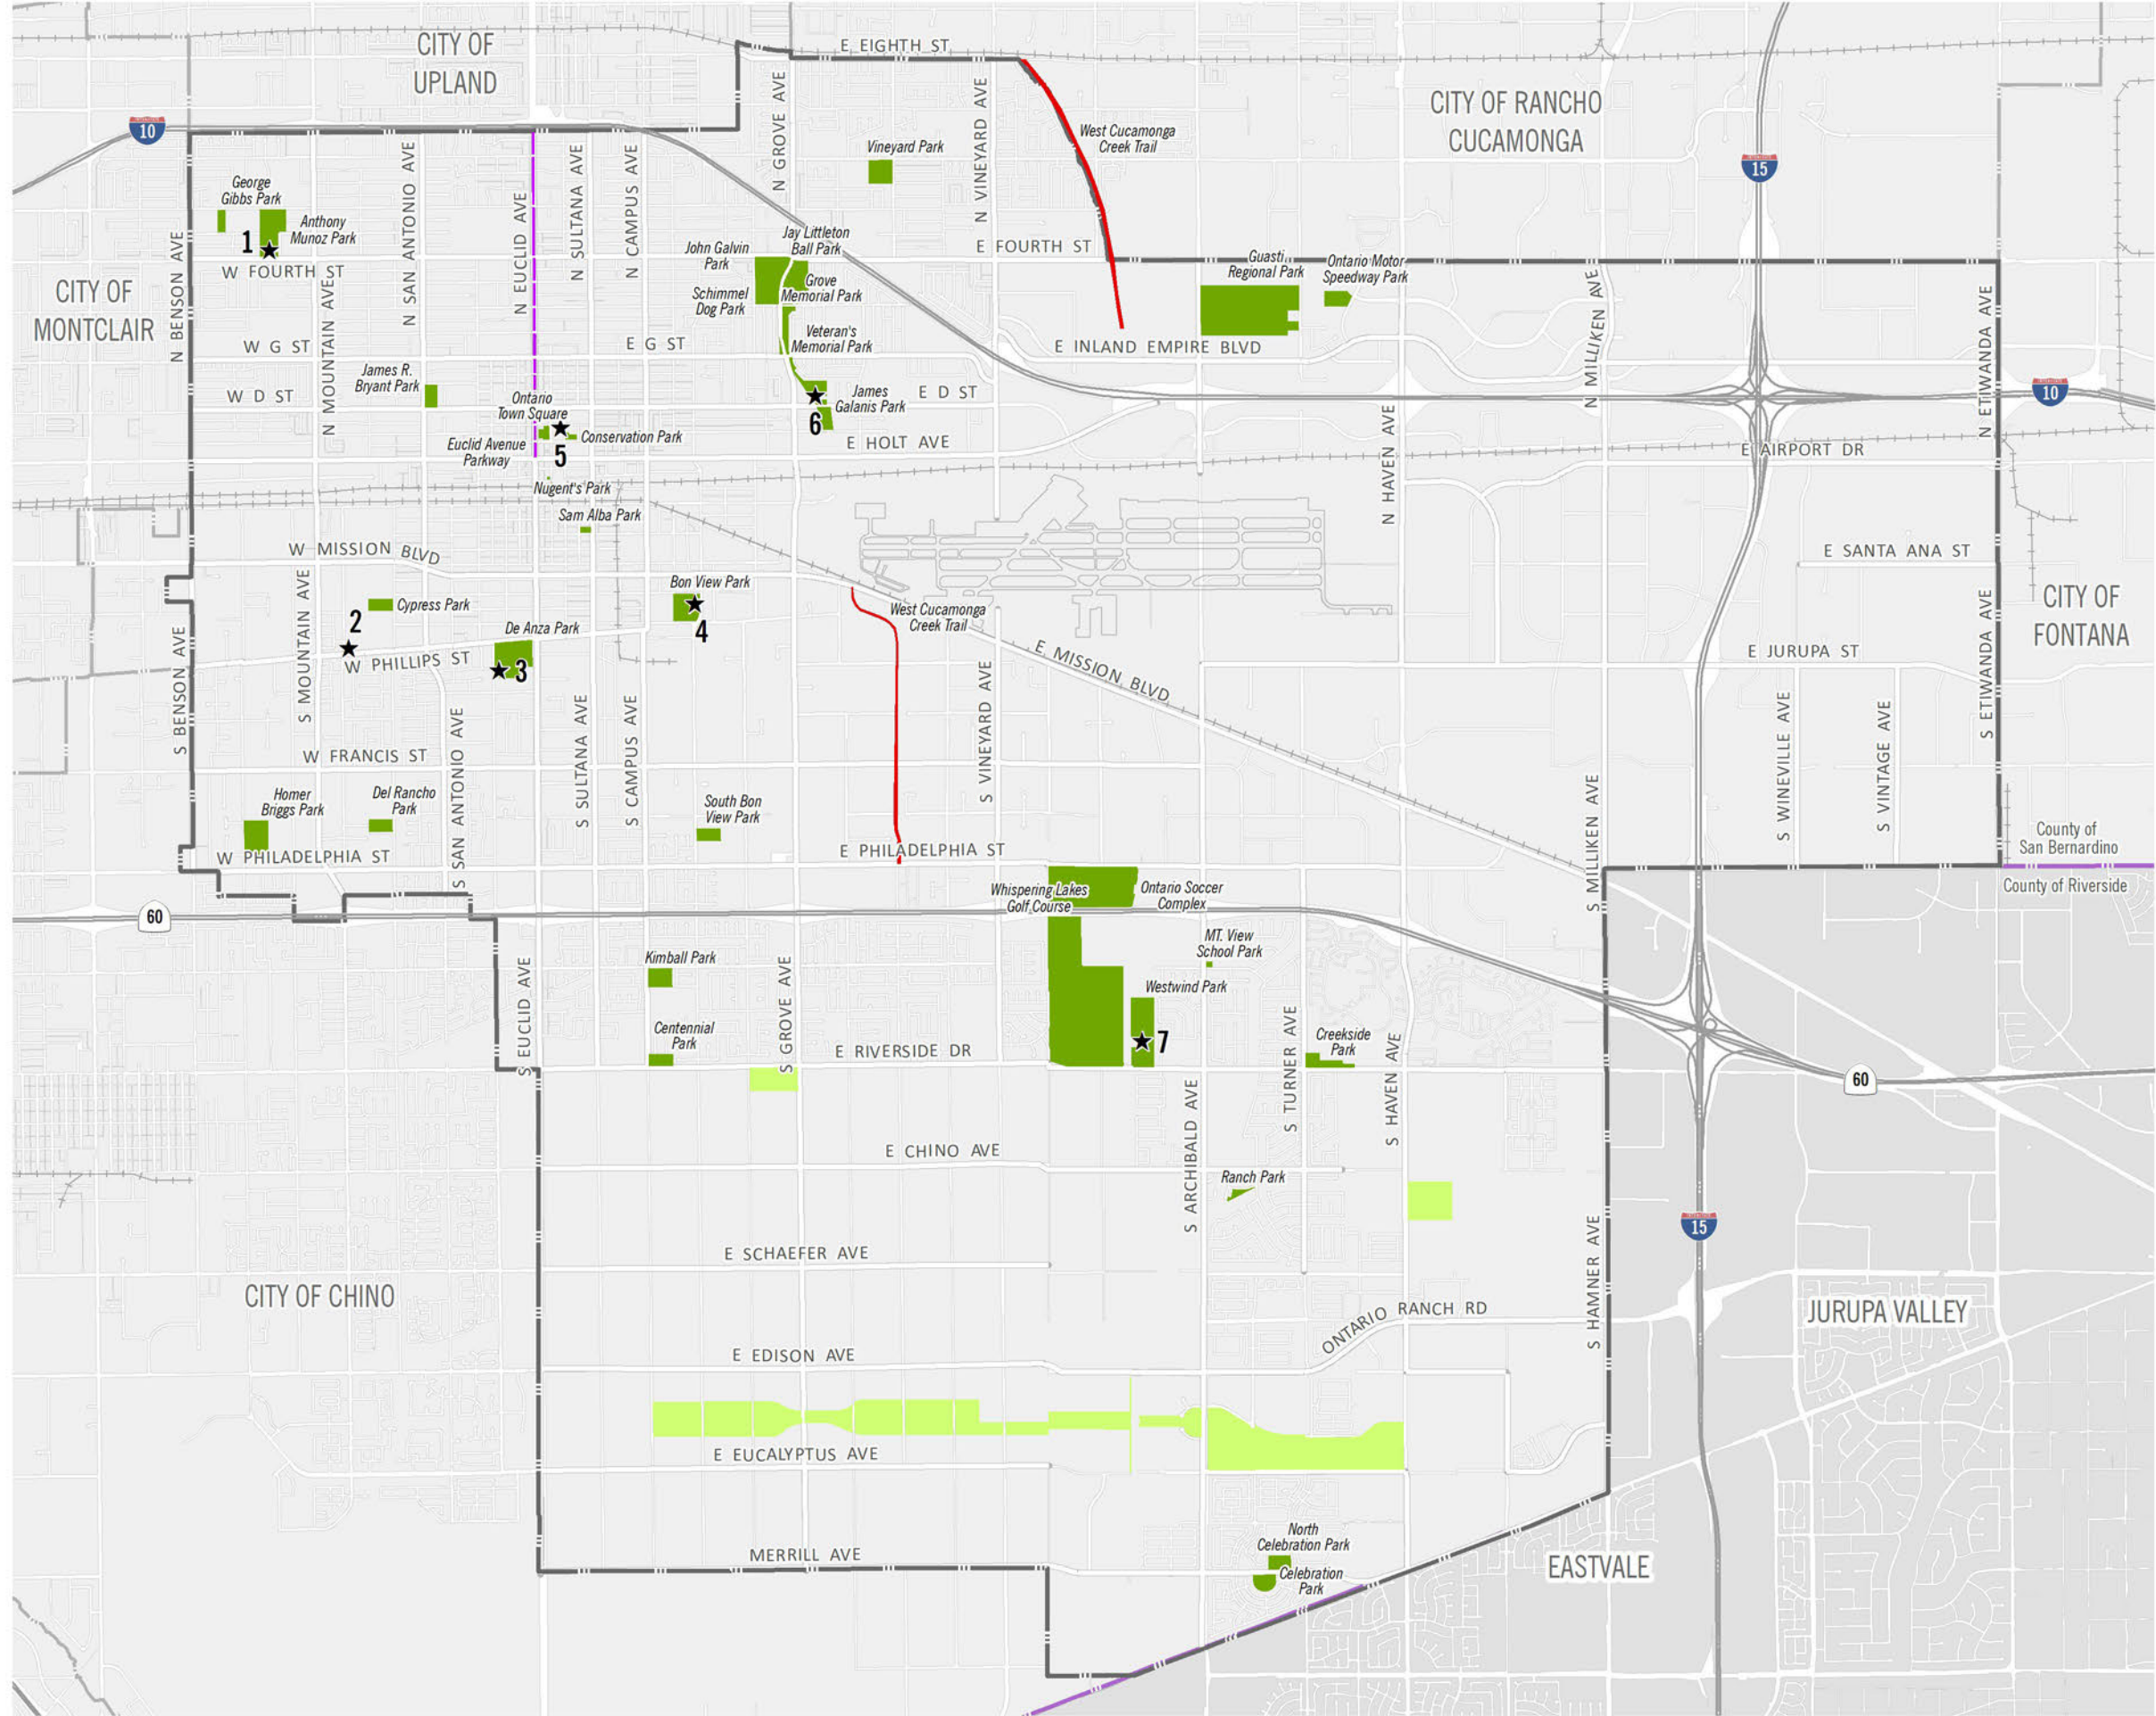 CITY OF
UPLAND
E EIGHTH ST
CITY OF RANCHO
CUCAMONGA
10
15
N GROVE AVE
N VINEYARD AVE
West Cucamonga
Creek Trail
Vineyard Park
N SAN ANTONIO AVE
N EUCLID AVE
N SULTANA AVE
N CAMPUS AVE
George
Gibbs Park
Anthony
Munoz Park
1
W FOURTH ST
N BENSON AVE
N MOUNTAIN AVE
CITY OF
MONTCLAIR
John Galvin
Park
Jay Littleton
Ball Park
E FOURTH ST
Guasti
Regional Park
Ontario Motor
Speedway Park
Schimmel
Dog Park
Grove
Memorial Park
Veteran's
Memorial Park
N MILLIKEN AVE
N ETIWANDA AVE
W G ST
E G ST
E INLAND EMPIRE BLVD
James R.
Bryant Park
W D ST
Ontario
Town Square
James
Galanis Park
E D ST
10
6
Euclid Avenue
Parkway
Conservation Park
5
E HOLT AVE
N HAVEN AVE
E AIRPORT DR
Nugent's Park
Sam Alba Park
W MISSION BLVD
E SANTA ANA ST
S MOUNTAIN AVE
Bon View Park
4
Cypress Park
2
De Anza Park
3
W PHILLIPS ST
West Cucamonga
Creek Trail
E MISSION BLVD
E JURUPA ST
CITY OF
FONTANA
S ETIWANDA AVE
S BENSON AVE
S SAN ANTONIO AVE
S SULTANA AVE
S CAMPUS AVE
S VINEYARD AVE
S WINEVILLE AVE
S VINTAGE AVE
W FRANCIS ST
Homer
Briggs Park
Del Rancho
Park
South Bon
View Park
S MILLIKEN AVE
W PHILADELPHIA ST
E PHILADELPHIA ST
County of
San Bernardino
County of Riverside
60
Whispering Lakes
Golf Course
Ontario Soccer
Complex
MT. View
School Park
Kimball Park
Westwind Park
7
S EUCLID AVE
S GROVE AVE
Centennial
Park
E RIVERSIDE DR
S TURNER AVE
Creekside
Park
S HAVEN AVE
60
S ARCHIBALD AVE
E CHINO AVE
Ranch Park
15
E SCHAEFER AVE
S HAMNER AVE
CITY OF CHINO
ONTARIO RANCH RD
JURUPA VALLEY
E EDISON AVE
E EUCALYPTUS AVE
North
Celebration Park
MERRILL AVE
Celebration
Park
EASTVALE